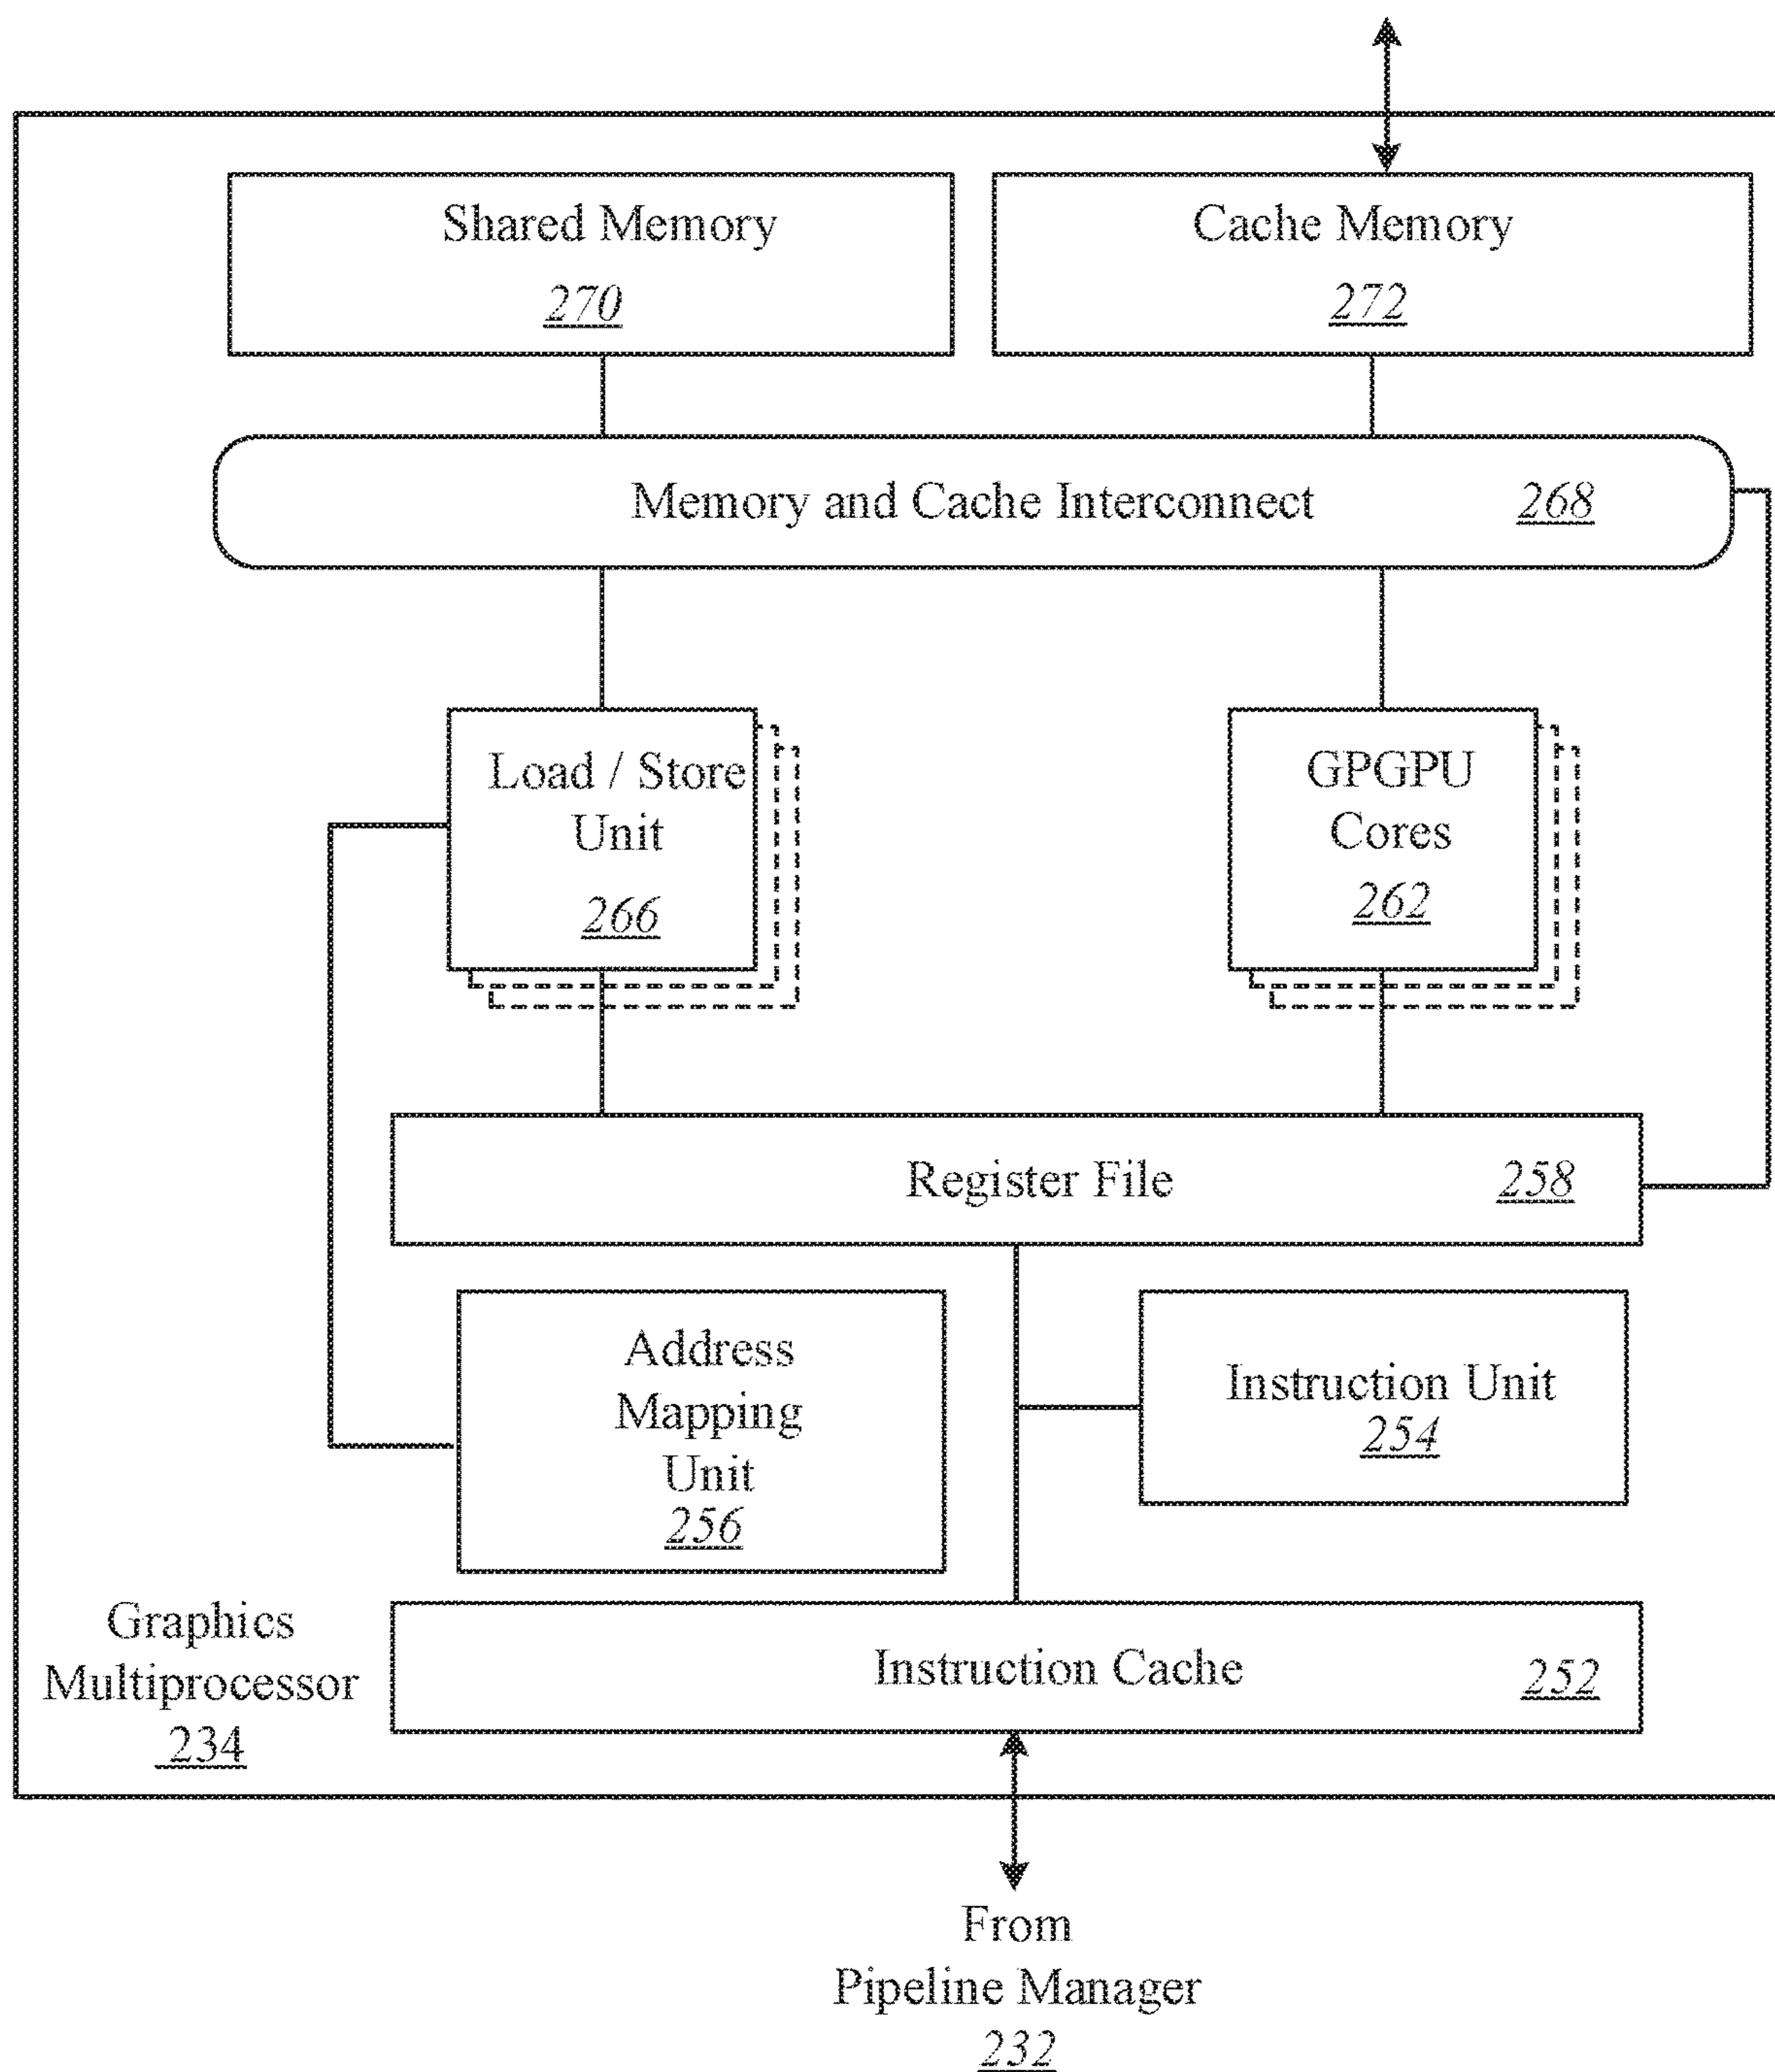 Shared Memory
270
Cache Memory
272
Memory and Cache Interconnect 268
Load / Store
Unit
266
GPGPU
Cores
262
Register File 258
Address
Mapping
Unit
256
Instruction Unit
254
Graphics
Multiprocessor
234
Instruction Cache 252
From
Pipeline Manager
232